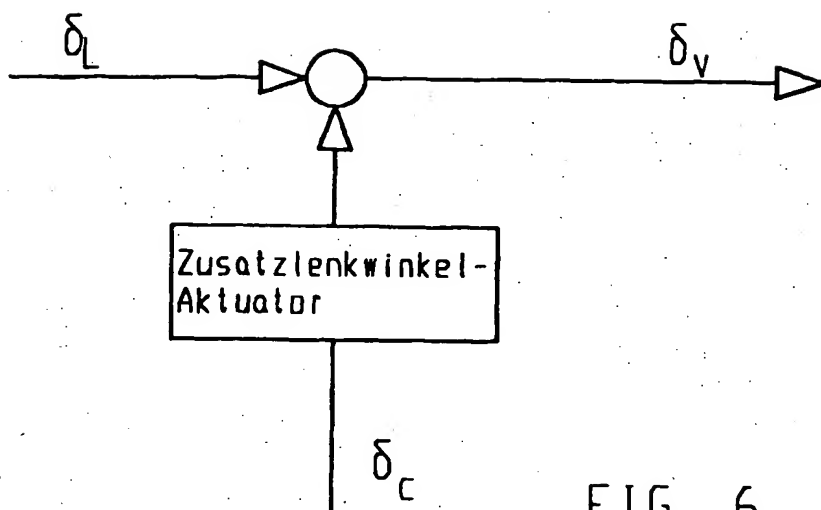 δL
δV
Zusatzlenkwinkel-
Aktuator
δC
FIG. 6